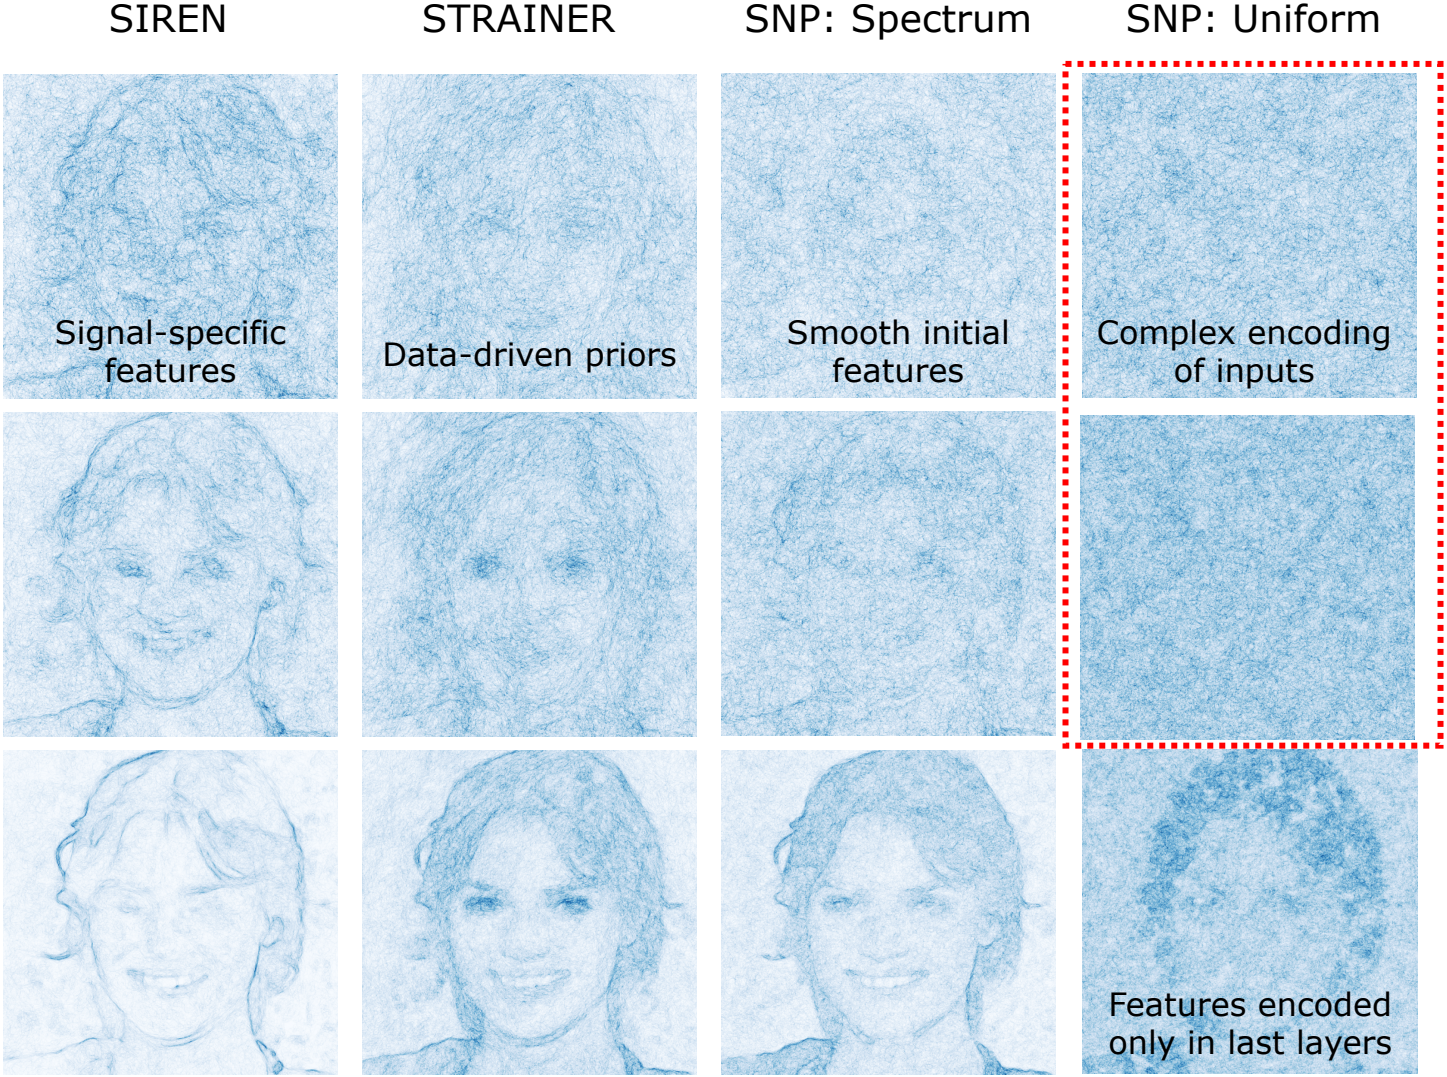 SIREN
STRAINER
SNP: Spectrum
SNP: Uniform
Signal-specific
features
Data-driven priors
Smooth initial
features
Complex encoding
of inputs
Features encoded
only in last layers